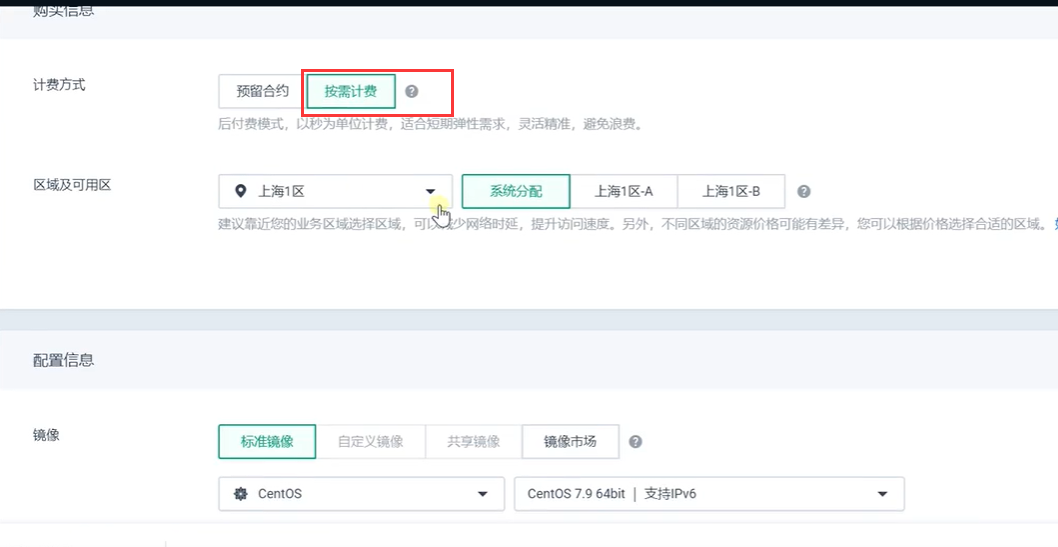 购买信息
计费方式
预留合约 按需计费
后付费模式，以秒为单位计费，适合短期弹性需求，灵活精准，避免浪费。
区域及可用区
上海1区 系统分配 上海1区-A 上海1区-B
建议靠近您的业务区域选择区域，可以减少网络时延，提升访问速度。另外，不同区域的资源价格可能有差异，您可以根据价格选择合适的区域。
配置信息
镜像
标准镜像 自定义镜像 共享镜像 镜像市场
CentOS CentOS 7.9 64bit | 支持IPv6